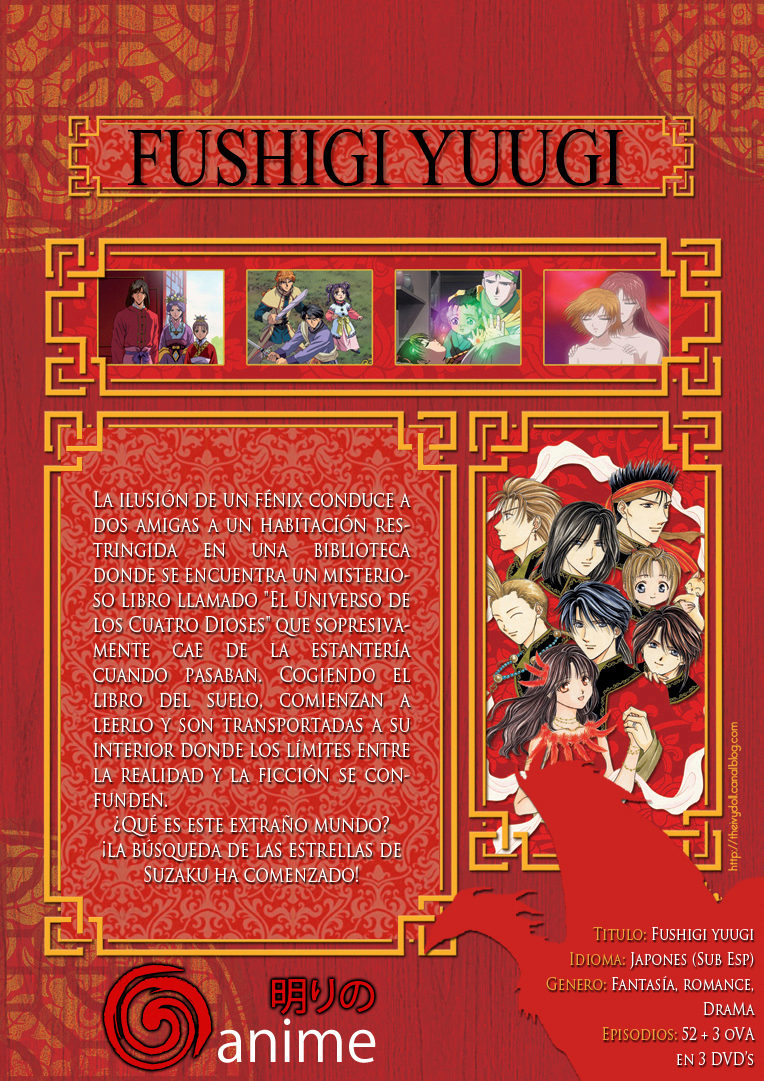 FUSHIGI YUUGI
La ilusión de un fénix conduce a
dos amigas a un habitación res-
tringida en una biblioteca
donde se encuentra un misterio-
so libro llamado "El Universo de
los Cuatro Dioses" que sopresiva-
mente cae de la estantería
cuando pasaban. Cogiendo el
libro del suelo, comienzan a
leerlo y son transportadas a su
interior donde los límites entre
la realidad y la ficción se con-
funden.
¿Qué es este extraño mundo?
¡la búsqueda de las estrellas de
Suzaku ha comenzado!
http://theivydoll.canalblog.com
Titulo: Fushigi yuugi
Idioma: Japones (Sub Esp)
Genero: Fantasía, romance,
DraMa
Episodios: 52 + 3 oVA
en 3 DVD's
明りの
anime